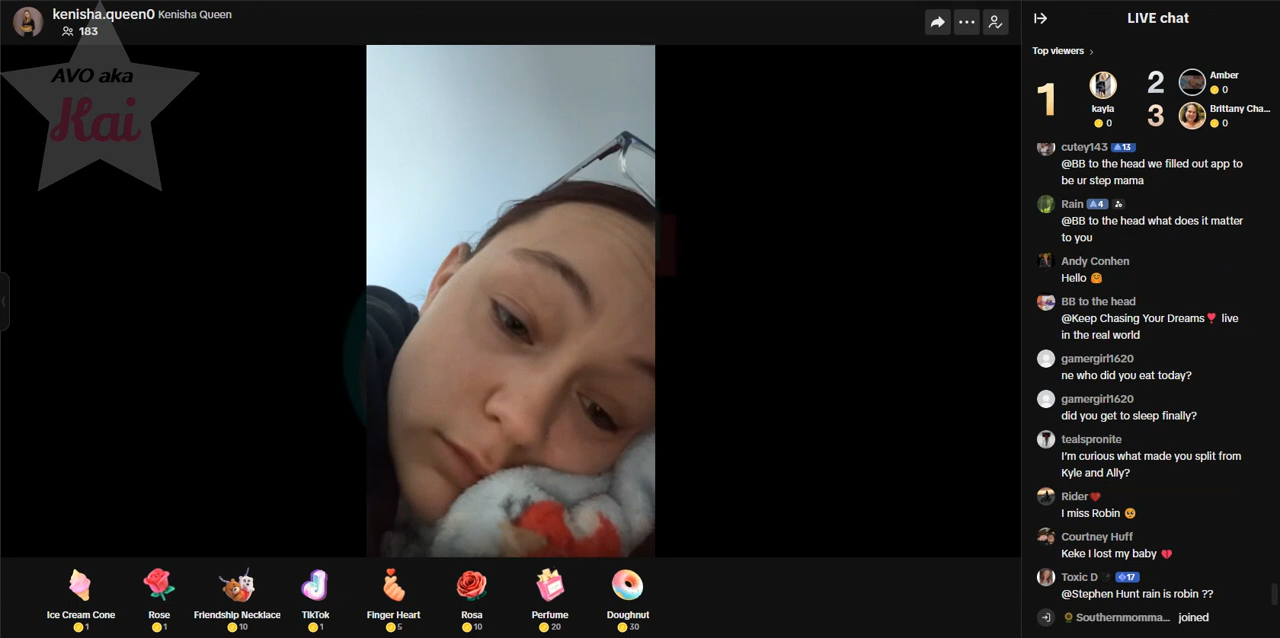 kenisha.queen0 Kenisha Queen
183
AVO aka
Kai
LIVE chat
Top viewers
1
kayla
0
2
Amber
0
3
Brittany Cha...
0
cutey143 13
@BB to the head we filled out app to
be ur step mama
Rain 4
@BB to the head what does it matter
to you
Andy Conhen
Hello 🤗
BB to the head
@Keep Chasing Your Dreams❣️ live
in the real world
gamergirl1620
ne who did you eat today?
gamergirl1620
did you get to sleep finally?
tealspronite
I'm curious what made you split from
Kyle and Ally?
Rider❤️
I miss Robin 🥺
Courtney Huff
Keke I lost my baby 💔
Toxic D 17
@Stephen Hunt rain is robin ??
🌻Southernmomma... joined
Ice Cream Cone
1
Rose
1
Friendship Necklace
10
TikTok
1
Finger Heart
5
Rosa
10
Perfume
20
Doughnut
30